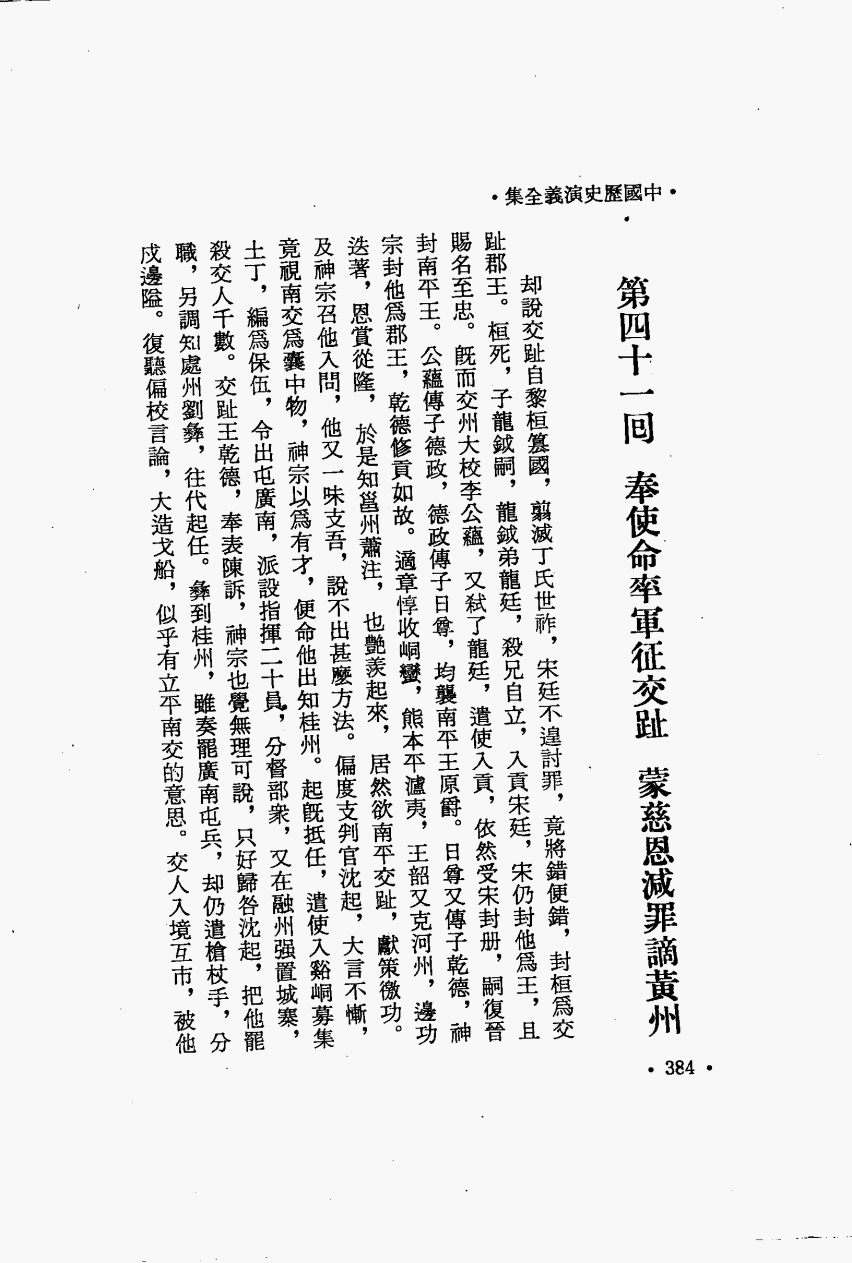 ・中國歷史演義全集・
第四十一回　奉使命率軍征交趾　蒙慈恩減罪謫黃州
却說交趾自黎桓篡國，翦滅丁氏世祚，宋廷不遑討罪，竟將錯便錯，封桓爲交
趾郡王。桓死，子龍鉞嗣，龍鉞弟龍廷，殺兄自立，入貢宋廷，宋仍封他爲王，且
賜名至忠。旣而交州大校李公蘊，又弒了龍廷，遣使入貢，依然受宋封册，嗣復晉
封南平王。公蘊傳子德政，德政傳子日尊，均襲南平王原爵。日尊又傳子乾德，神
宗封他爲郡王，乾德修貢如故。適章惇收峒蠻，熊本平瀘夷，王韶又克河州，邊功
迭著，恩賞從隆，於是知邕州蕭注，也艷羨起來，居然欲南平交趾，獻策徼功。
及神宗召他入問，他又一味支吾，說不出甚麼方法。偏度支判官沈起，大言不慚，
竟視南交爲囊中物，神宗以爲有才，便命他出知桂州。起旣抵任，遣使入谿峒募集
土丁，編爲保伍，令出屯廣南，派設指揮二十員，分督部衆，又在融州强置城寨，
殺交人千數。交趾王乾德，奉表陳訴，神宗也覺無理可說，只好歸咎沈起，把他罷
職，另調知處州劉彝，往代起任。彝到桂州，雖奏罷廣南屯兵，却仍遣槍杖手，分
戍邊隘。復聽偏校言論，大造戈船，似乎有立平南交的意思。交人入境互市，被他
・384・